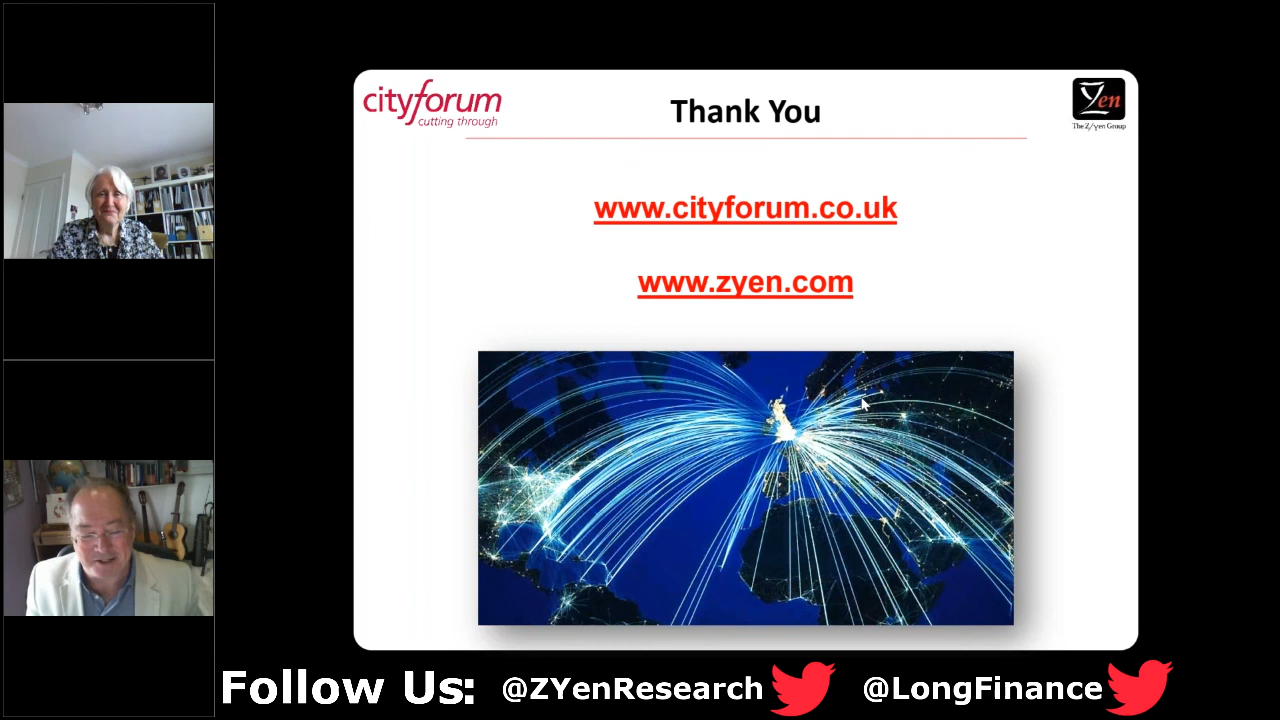 cityforum
cutting through
Thank You
Zyen
The Z/Yen Group
www.cityforum.co.uk
www.zyen.com
Follow Us: @ZYenResearch @LongFinance